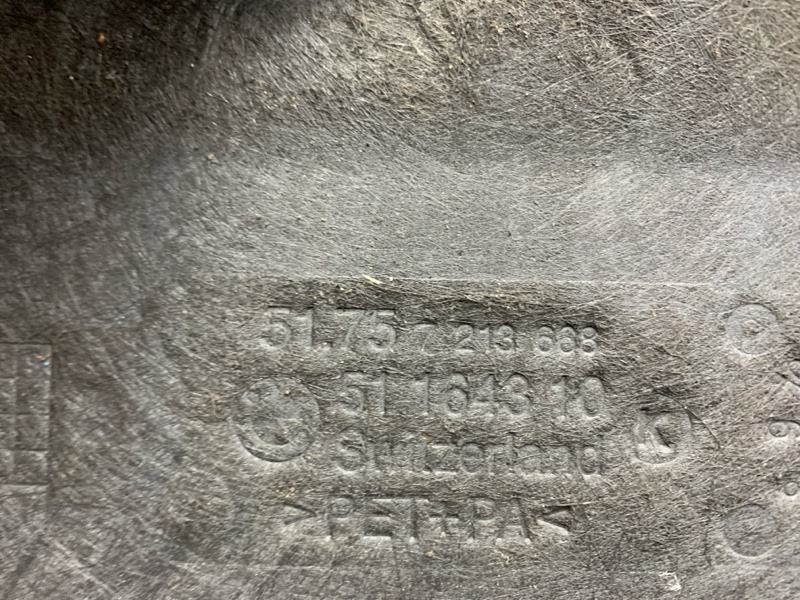 51.75 7 213 668
51 1643 10
Switzerland
K
>PET+PA<